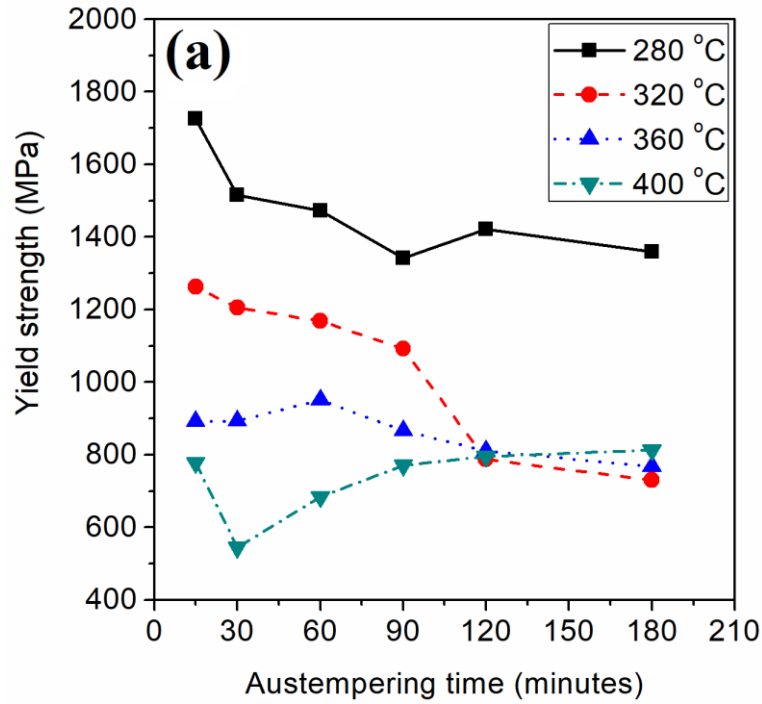 (a)
280 °C
320 °C
360 °C
400 °C
Yield strength (MPa)
2000
1800
1600
1400
1200
1000
800
600
400
0 30 60 90 120 150 180 210
Austempering time (minutes)